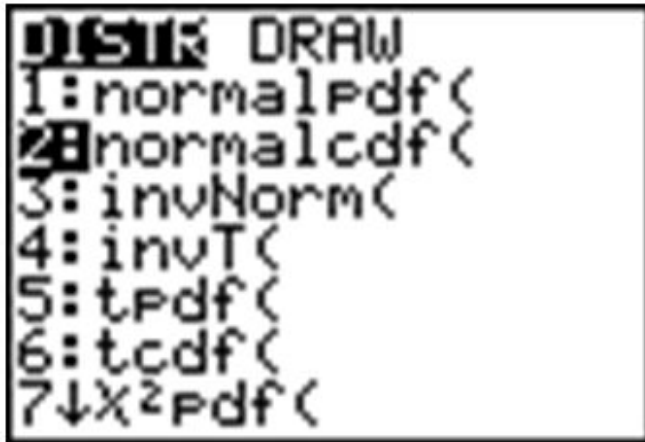 DISTR DRAW
1:normalpdf(
2:normalcdf(
3:invNorm(
4:invT(
5:tpdf(
6:tcdf(
7↓X²pdf(